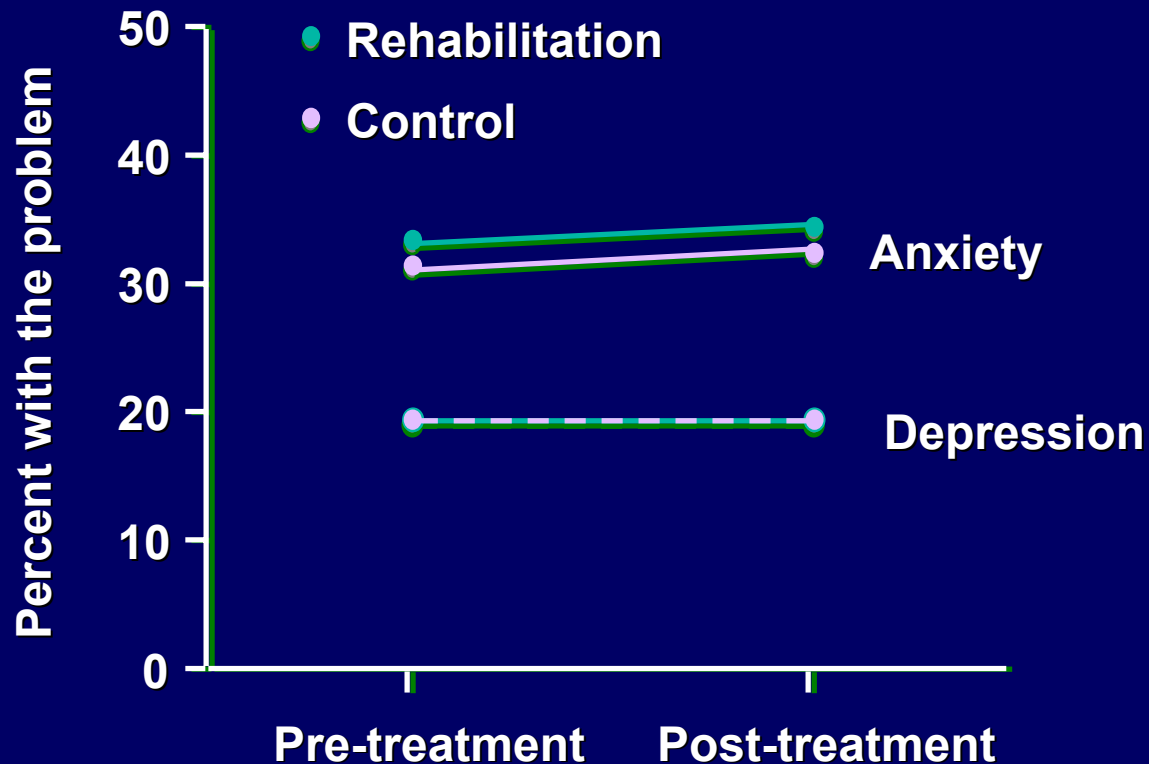 50
Rehabilitation
Control
40
30
20
10
0
Percent with the problem
Anxiety
Depression
Pre-treatment
Post-treatment